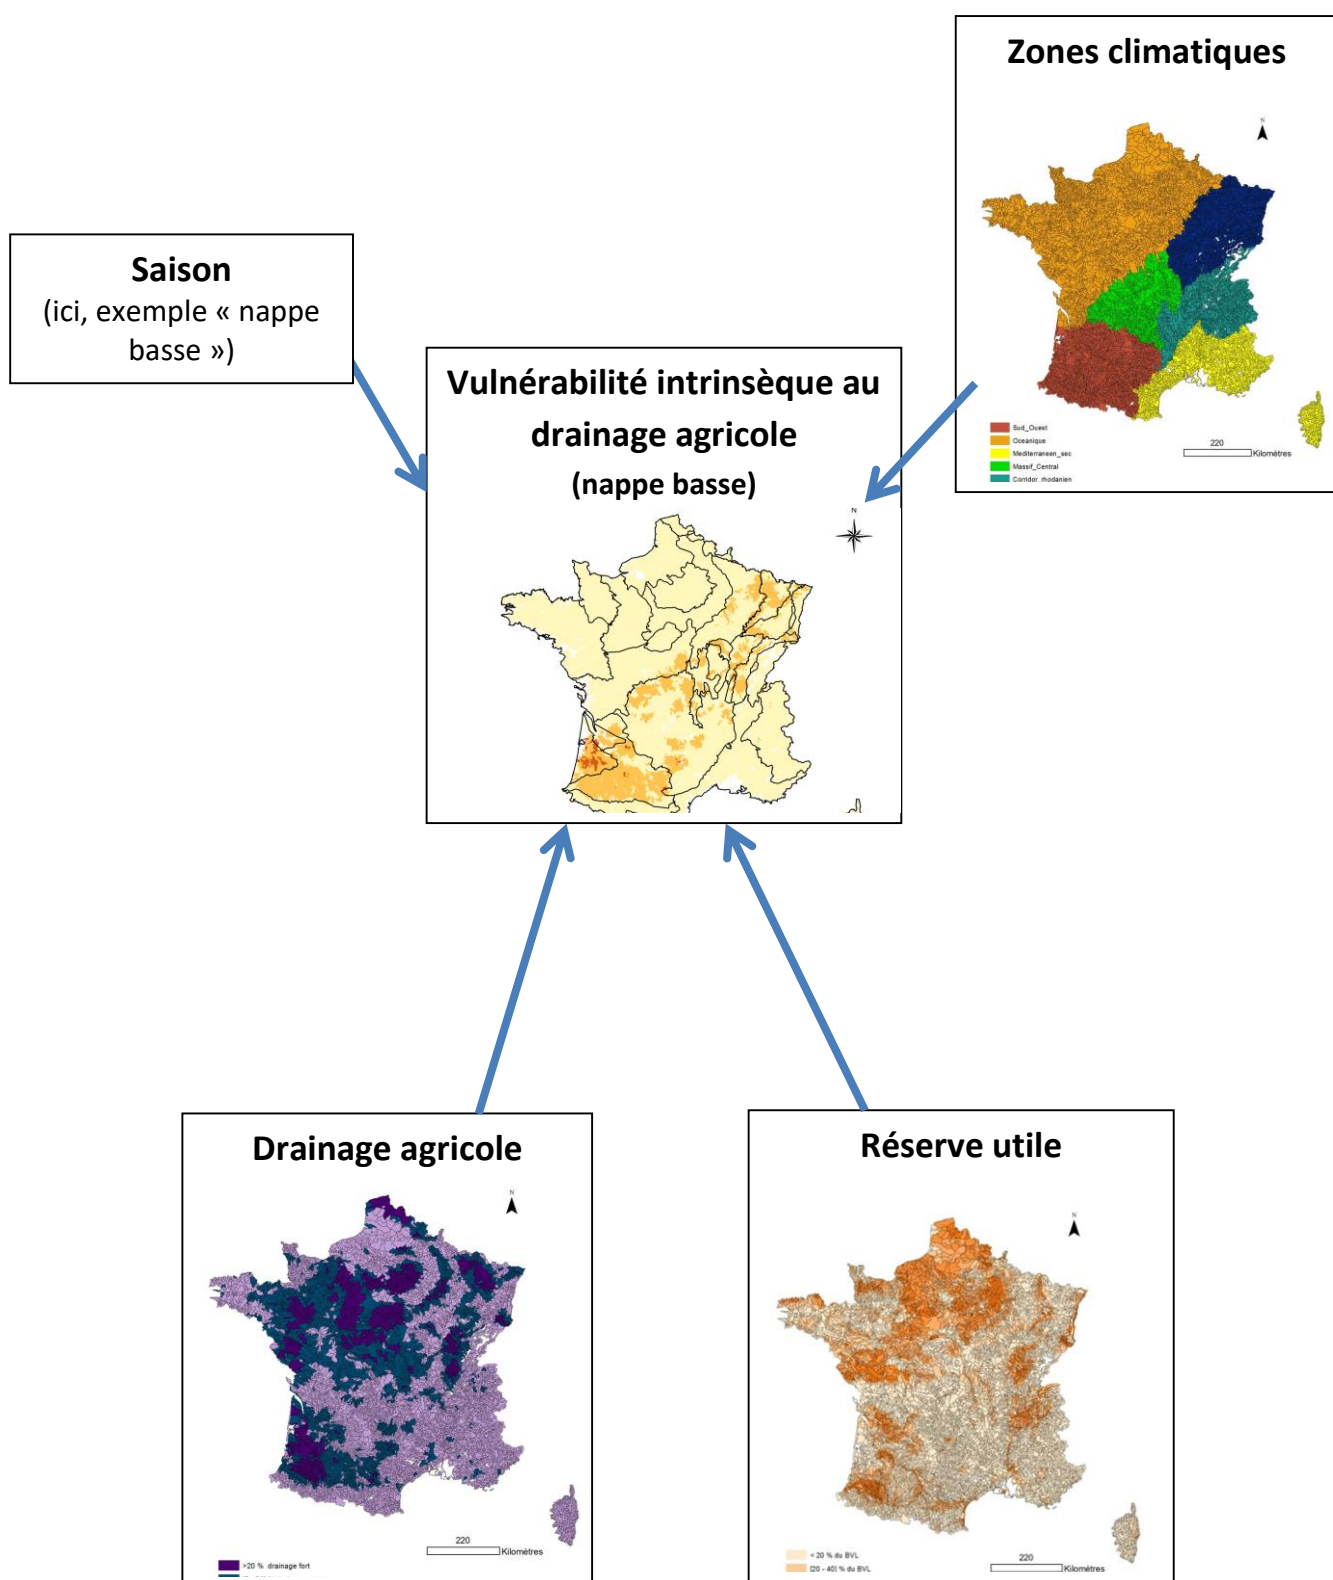 Zones climatiques
N
Sud_Ouest
Oceanique
Mediterraneen_sec
Massif_Central
Corridor_rhodanien
220
Kilomètres
Saison
(ici, exemple « nappe
basse »)
Vulnérabilité intrinsèque au
drainage agricole
(nappe basse)
N
Drainage agricole
N
220
Kilomètres
>20 % drainage fort
Réserve utile
N
< 20 % du BVL
[20 - 40] % du BVL
220
Kilomètres